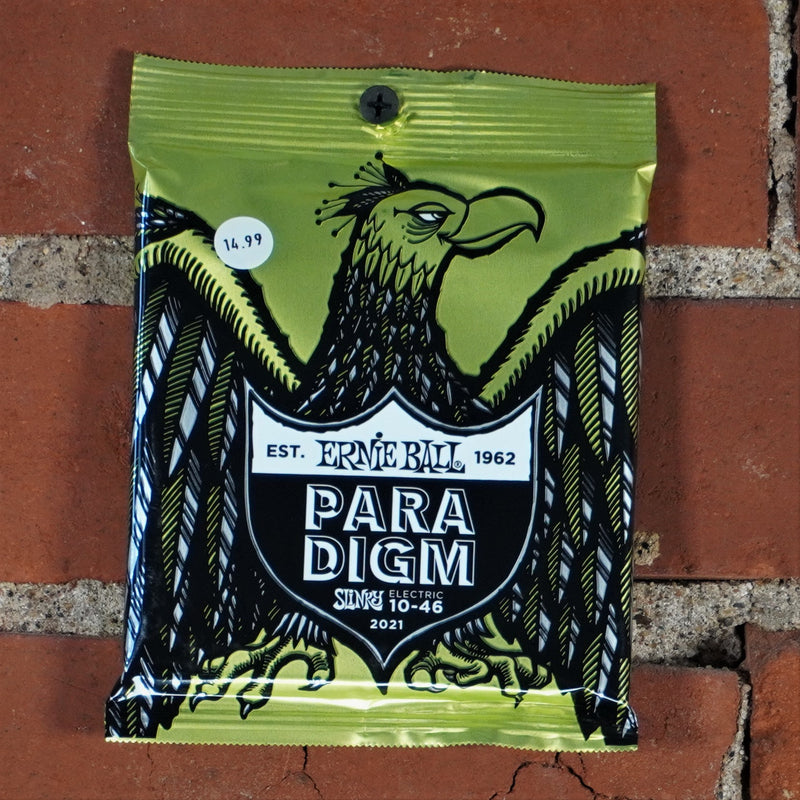 14.99
EST. ERNIE BALL® 1962
PARA
DIGM
SLINKY ELECTRIC
10-46
2021